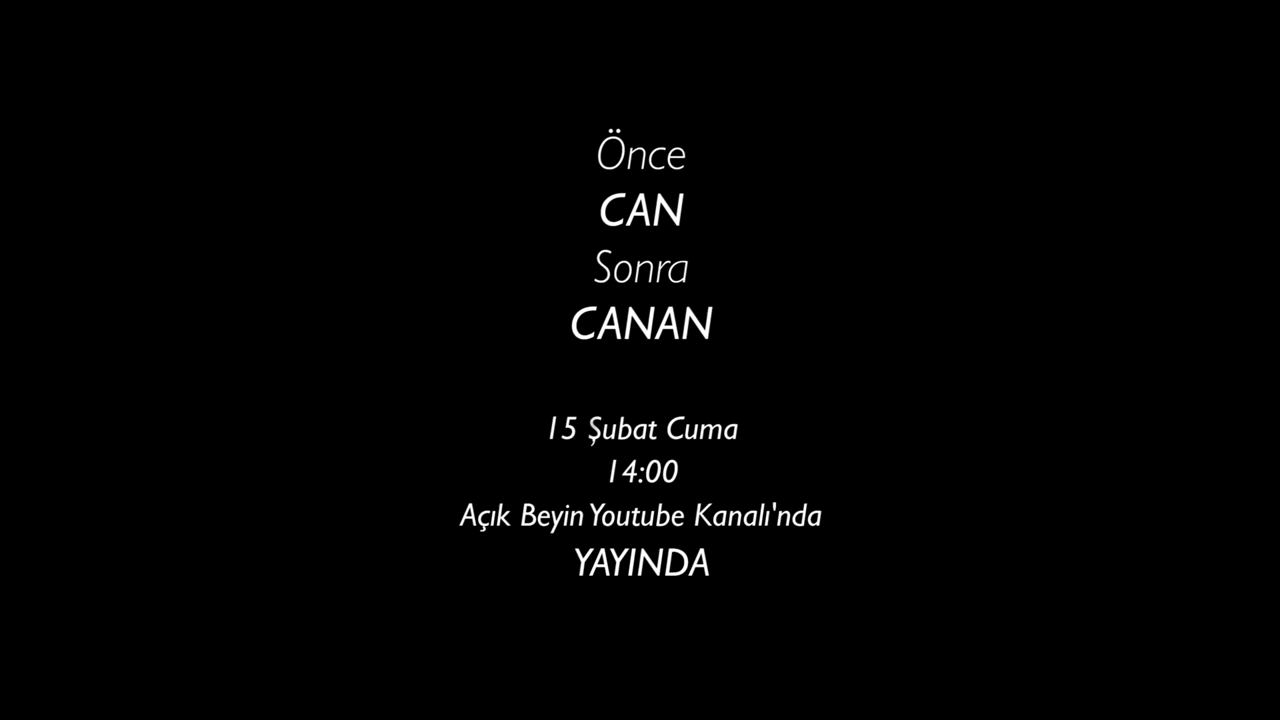 Önce
CAN
Sonra
CANAN
15 Şubat Cuma
14:00
Açık Beyin Youtube Kanalı'nda
YAYINDA